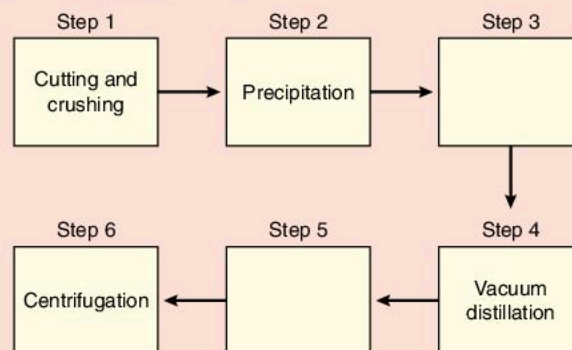 Step 1
Step 2
Step 3
Cutting and
crushing
Precipitation
Step 6
Step 5
Step 4
Centrifugation
Vacuum
distillation